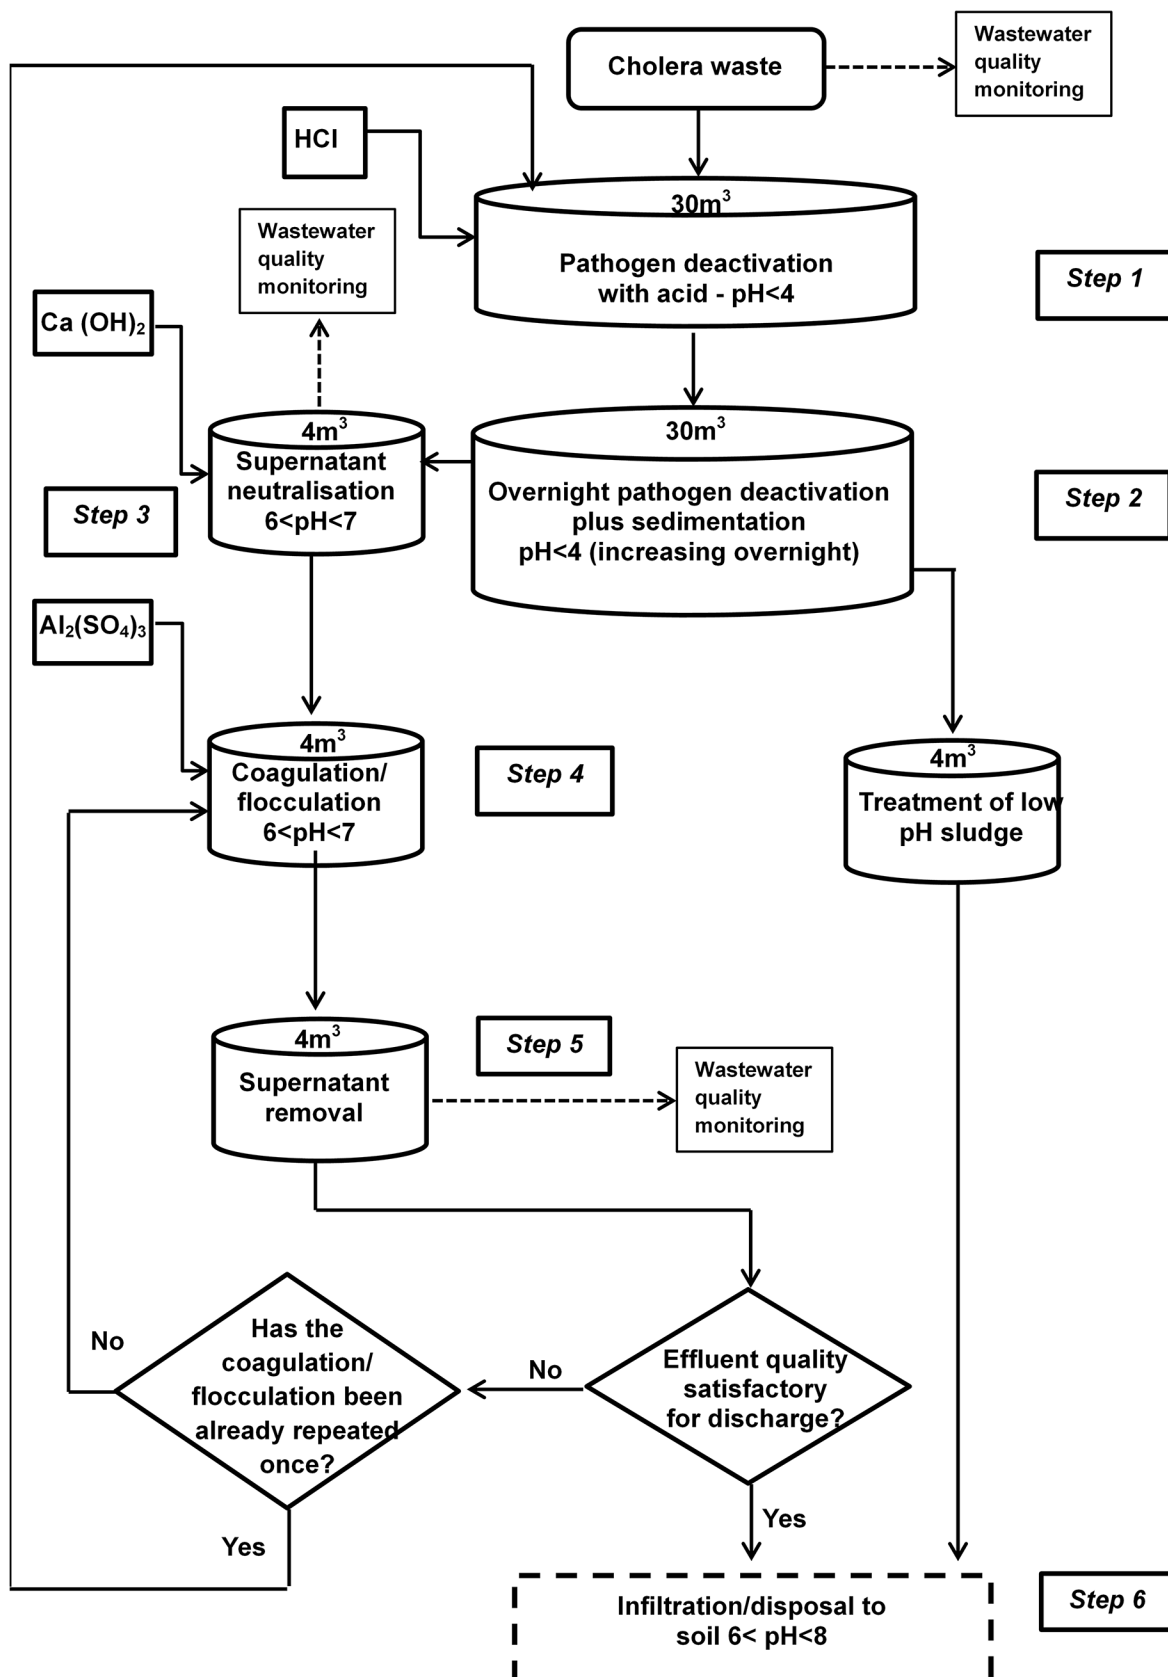 Cholera waste
Wastewater
quality
monitoring
HCl
30m³
Pathogen deactivation
with acid - pH<4
Step 1
Wastewater
quality
monitoring
Ca (OH)₂
4m³
Supernatant
neutralisation
6<pH<7
Step 3
30m³
Overnight pathogen deactivation
plus sedimentation
pH<4 (increasing overnight)
Step 2
Al₂(SO₄)₃
4m³
Coagulation/
flocculation
6<pH<7
Step 4
4m³
Treatment of low
pH sludge
4m³
Supernatant
removal
Step 5
Wastewater
quality
monitoring
No
Has the
coagulation/
flocculation been
already repeated
once?
No
Effluent quality
satisfactory
for discharge?
Yes
Yes
Infiltration/disposal to
soil 6< pH<8
Step 6